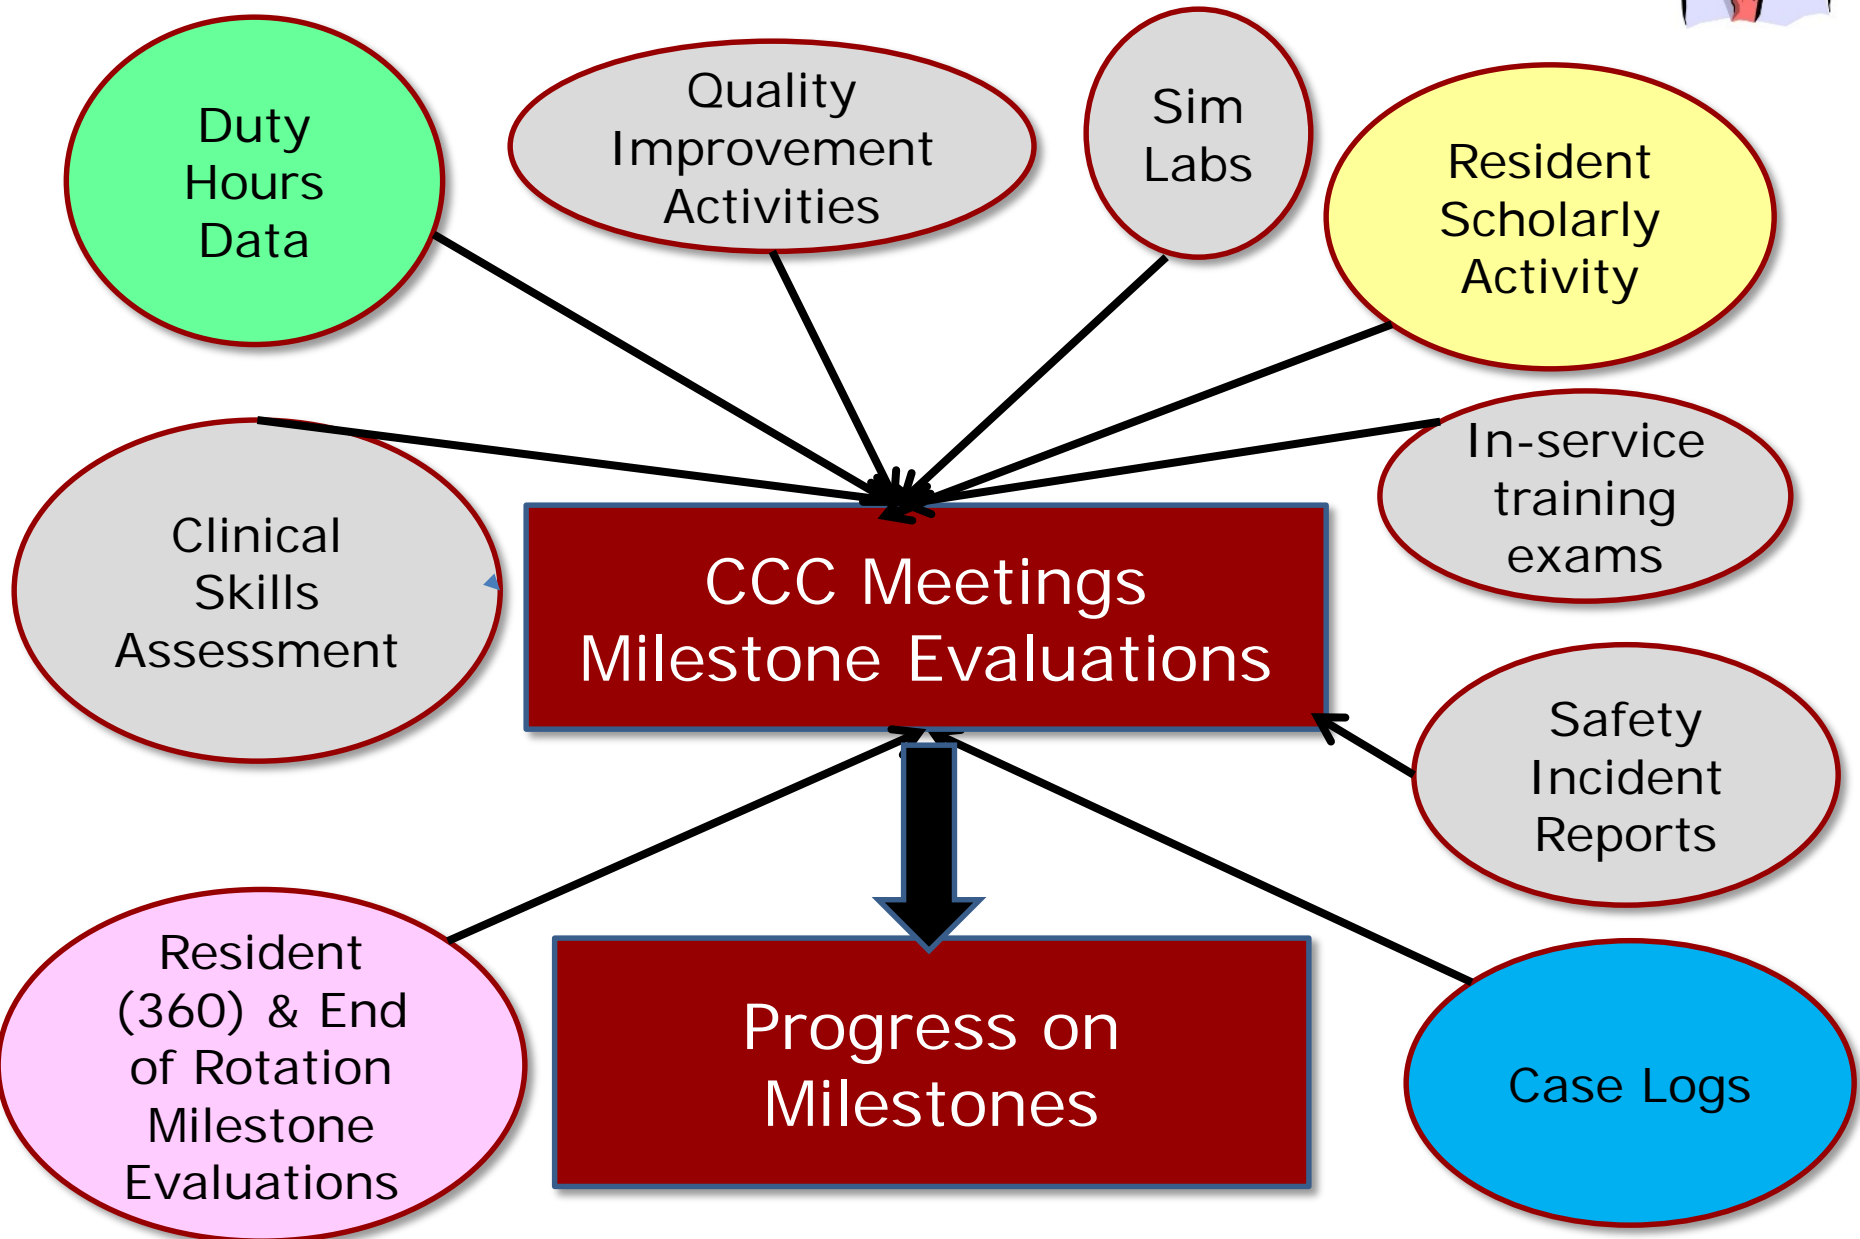 Duty
Hours
Data
Quality
Improvement
Activities
Sim
Labs
Resident
Scholarly
Activity
Clinical
Skills
Assessment
In-service
training
exams
CCC Meetings
Milestone Evaluations
Safety
Incident
Reports
Resident
(360) & End
of Rotation
Milestone
Evaluations
Progress on
Milestones
Case Logs